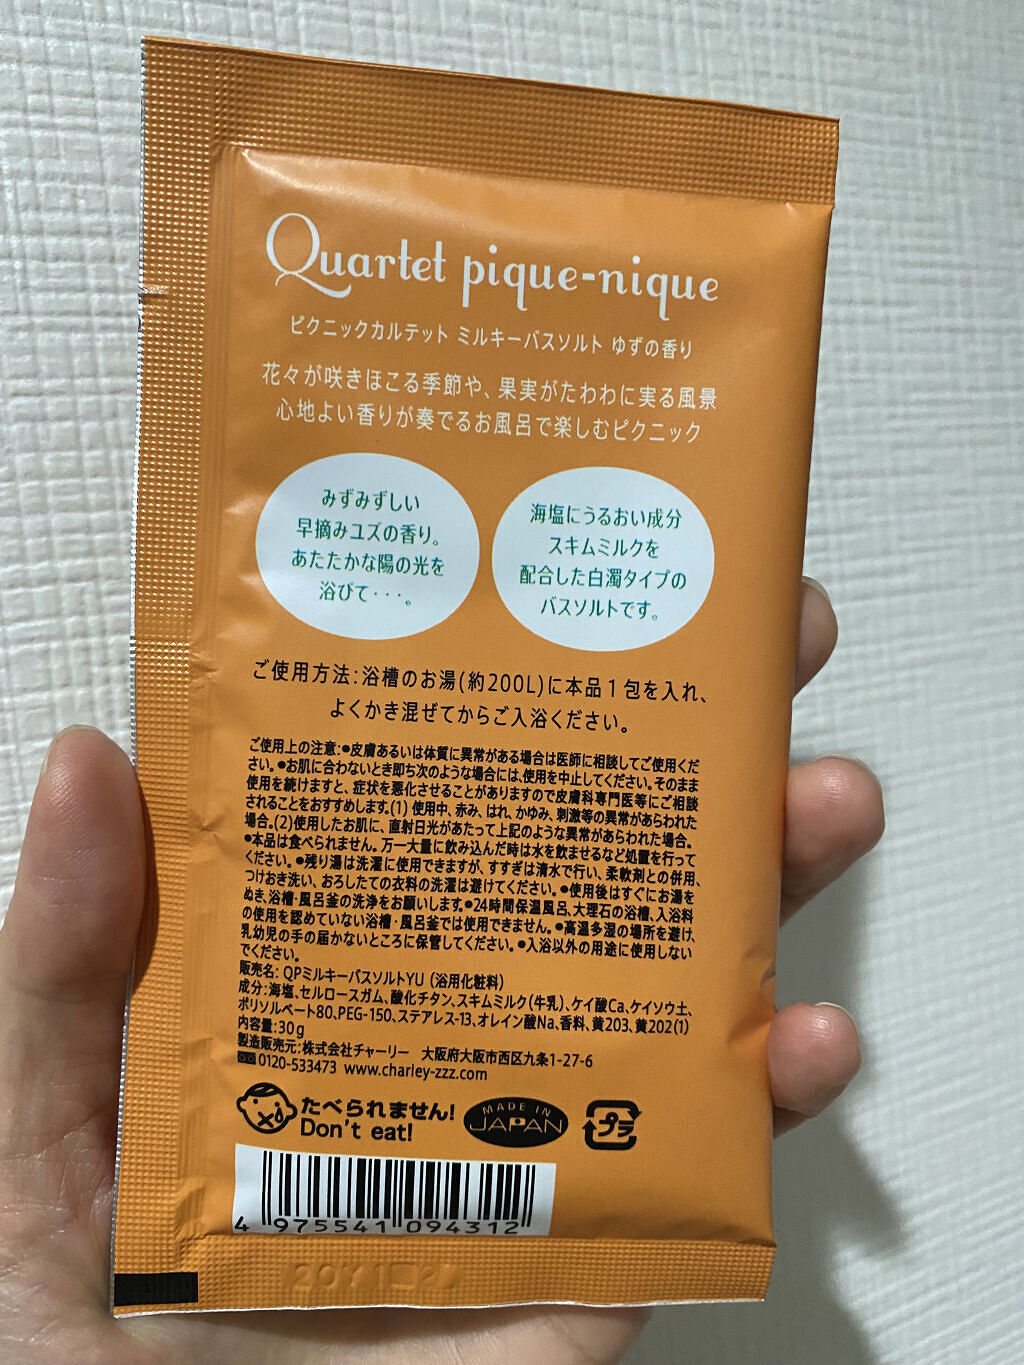 Quartet pique-nique
ピクニックカルテット ミルキーバスソルト ゆずの香り
花々が咲きほこる季節や、果実がたわわに実る風景
心地よい香りが奏でるお風呂で楽しむピクニック
みずみずしい
早摘みユズの香り。
あたたかな陽の光を
浴びて・・・。
海塩にうるおい成分
スキムミルクを
配合した白濁タイプの
バスソルトです。
ご使用方法:浴槽のお湯(約200L)に本品1包を入れ、
よくかき混ぜてからご入浴ください。
ご使用上の注意:●皮膚あるいは体質に異常がある場合は医師に相談してご使用くだ
さい。●お肌に合わないとき即ち次のような場合には、使用を中止してください。そのまま
使用を続けますと、症状を悪化させることがありますので皮膚科専門医等にご相談
されることをおすすめします。(1) 使用中、赤み、はれ、かゆみ、刺激等の異常があらわれた
場合。(2)使用したお肌に、直射日光があたって上記のような異常があらわれた場合。
●本品は食べられません。万一大量に飲み込んだ時は水を飲ませるなど処置を行って
ください。●残り湯は洗濯に使用できますが、すすぎは清水で行い、柔軟剤との併用、
つけおき洗い、おろしたての衣料の洗濯は避けてください。●使用後はすぐにお湯を
ぬき、浴槽・風呂釜の洗浄をお願いします。●24時間保温風呂、大理石の浴槽、入浴料
の使用を認めていない浴槽・風呂釜では使用できません。●高温多湿の場所を避け、
乳幼児の手の届かないところに保管してください。●入浴以外の用途に使用しない
でください。
販売名: QPミルキーバスソルトYU (浴用化粧料)
成分:海塩、セルロースガム、酸化チタン、スキムミルク(牛乳)、ケイ酸Ca、ケイソウ土、
ポリソルベート80、PEG-150、ステアレス-13、オレイン酸Na、香料、黄203、黄202(1)
内容量:30g
製造販売元:株式会社チャーリー 大阪府大阪市西区九条1-27-6
0120-533473 www.charley-zzz.com
たべられません!
Don't eat!
MADE IN
JAPAN
プラ
4 975541 094312